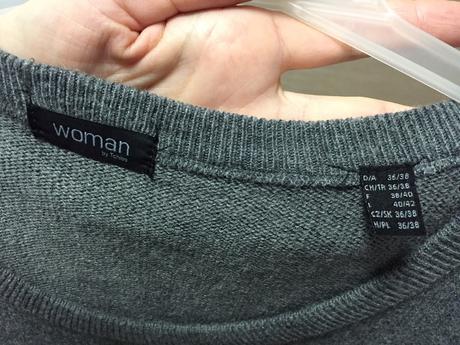 woman
by Tchibo
D/A 36/38
CH/TR 36/38
F 38/40
I 40/42
CZ/SK 36/38
H/PL 36/38